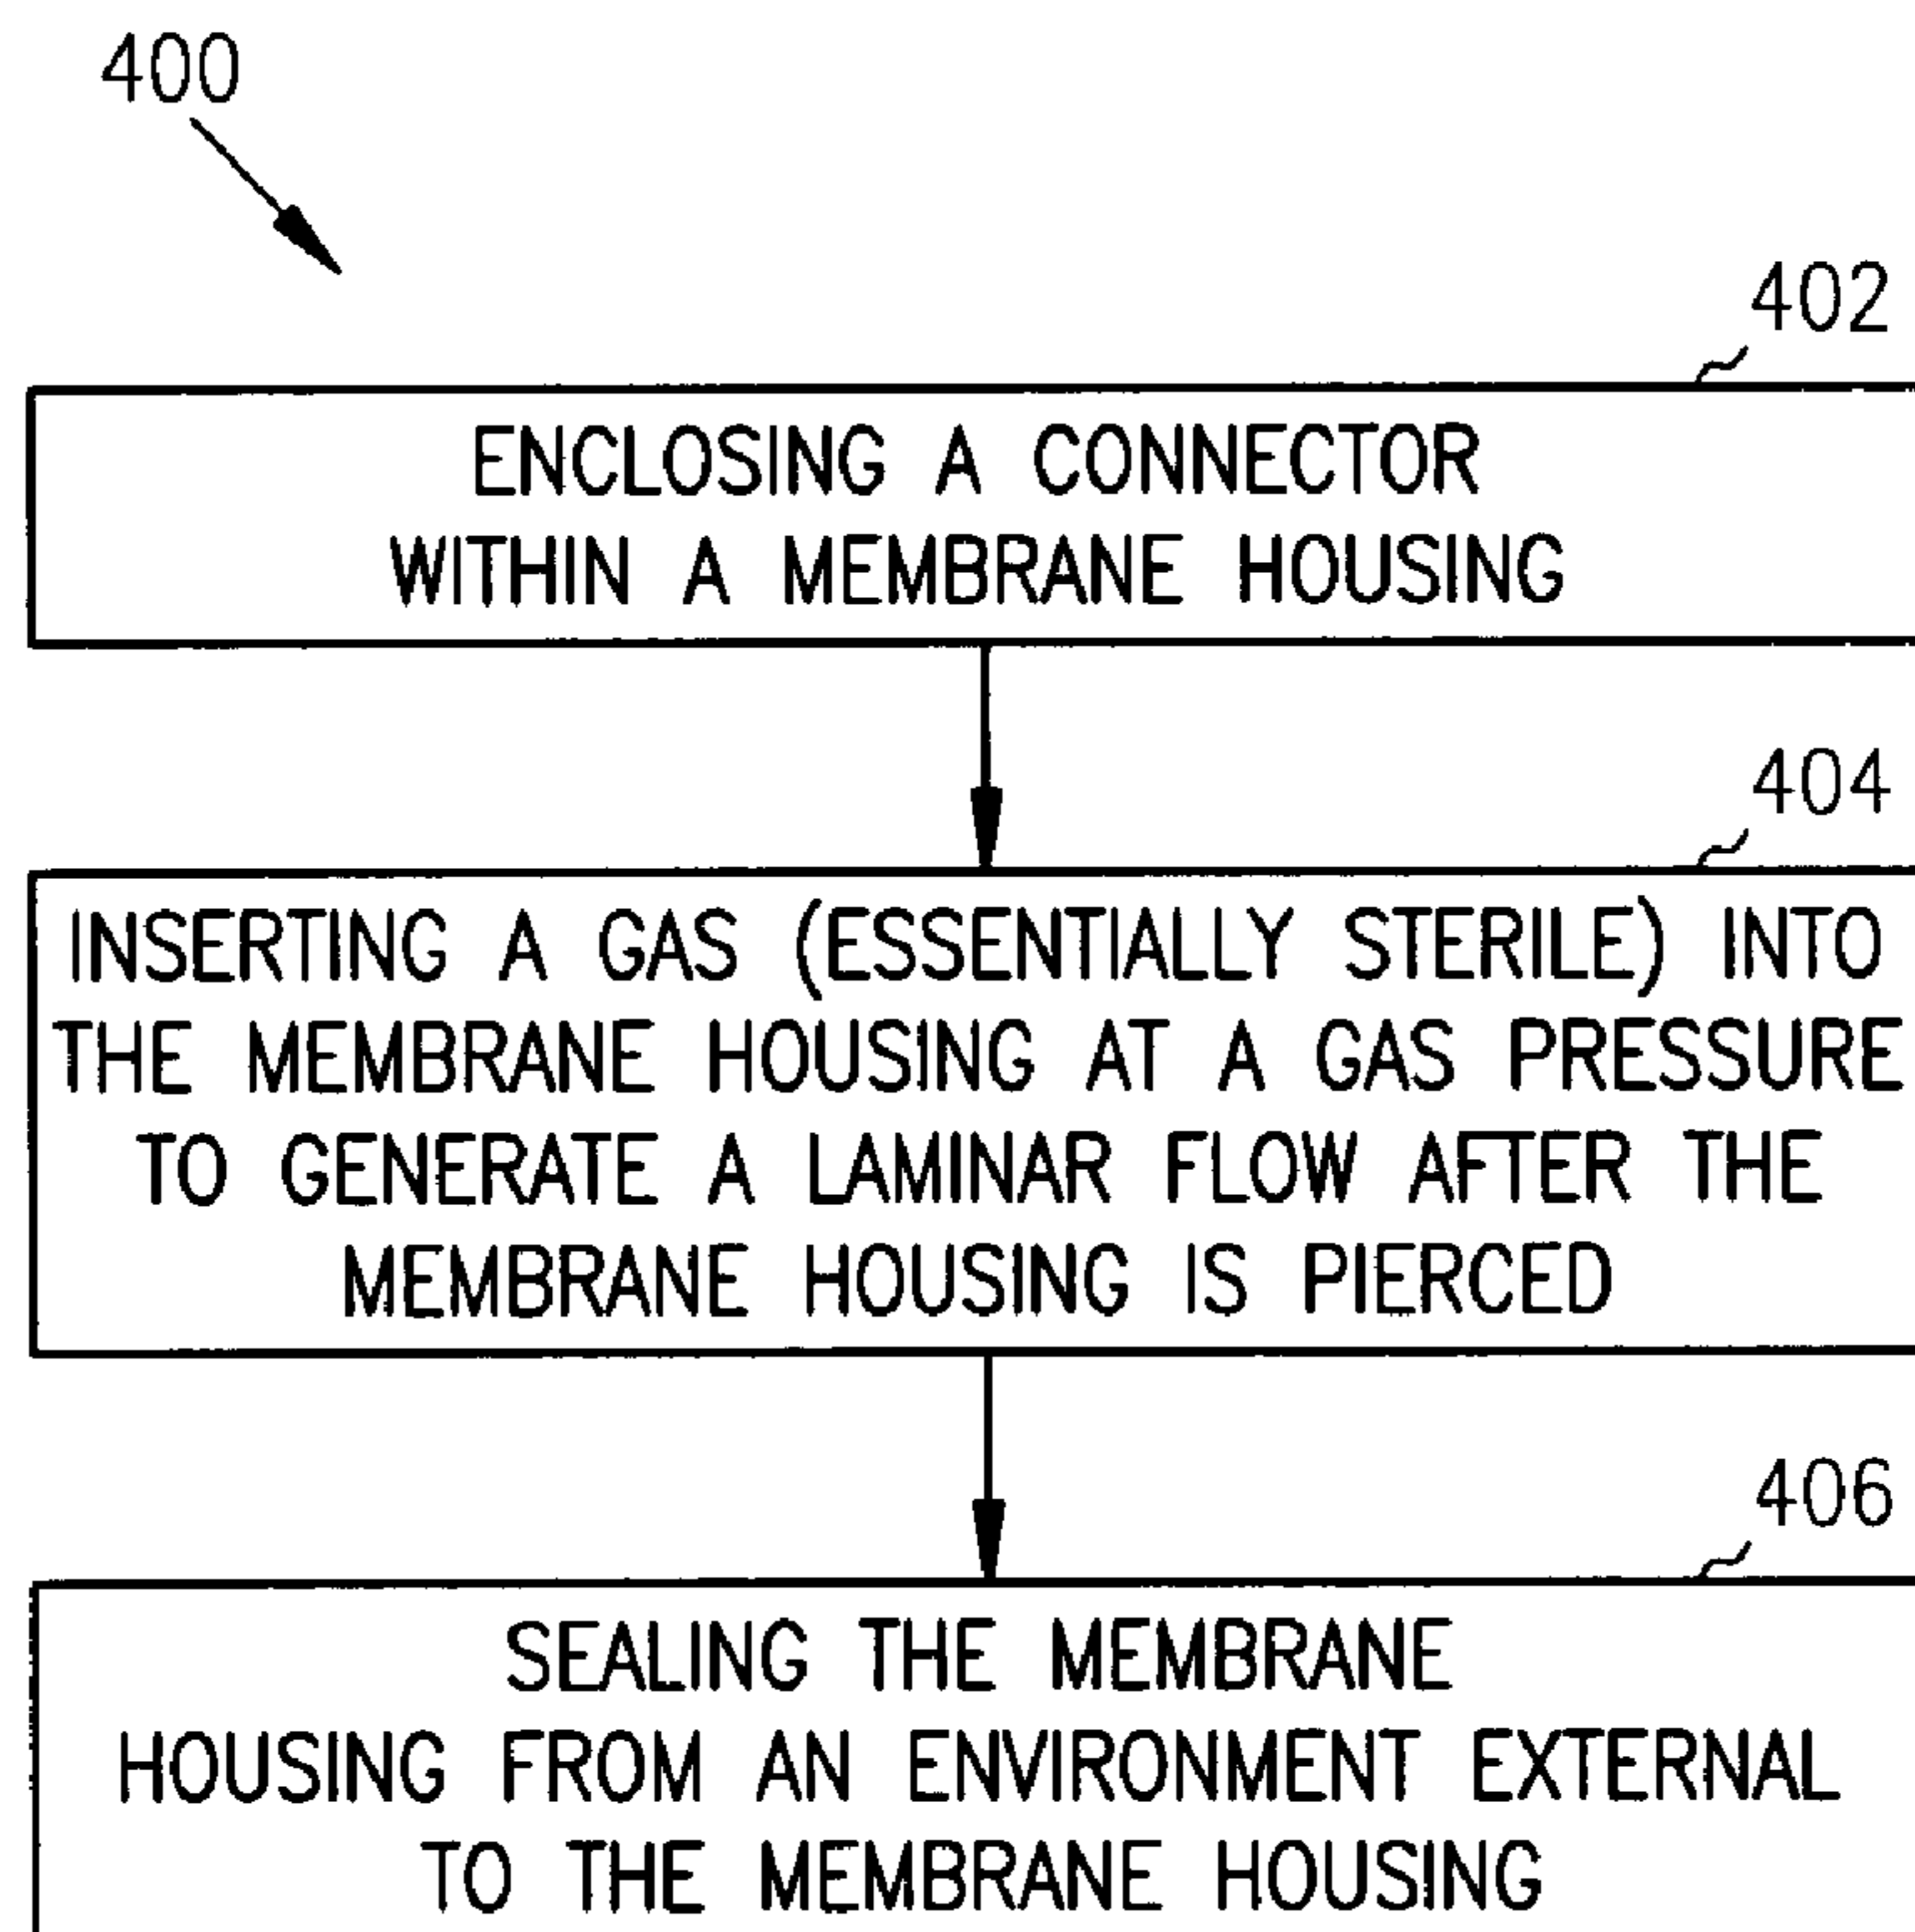 400
402
ENCLOSING A CONNECTOR
WITHIN A MEMBRANE HOUSING
404
INSERTING A GAS (ESSENTIALLY STERILE) INTO
THE MEMBRANE HOUSING AT A GAS PRESSURE
TO GENERATE A LAMINAR FLOW AFTER THE
MEMBRANE HOUSING IS PIERCED
406
SEALING THE MEMBRANE
HOUSING FROM AN ENVIRONMENT EXTERNAL
TO THE MEMBRANE HOUSING